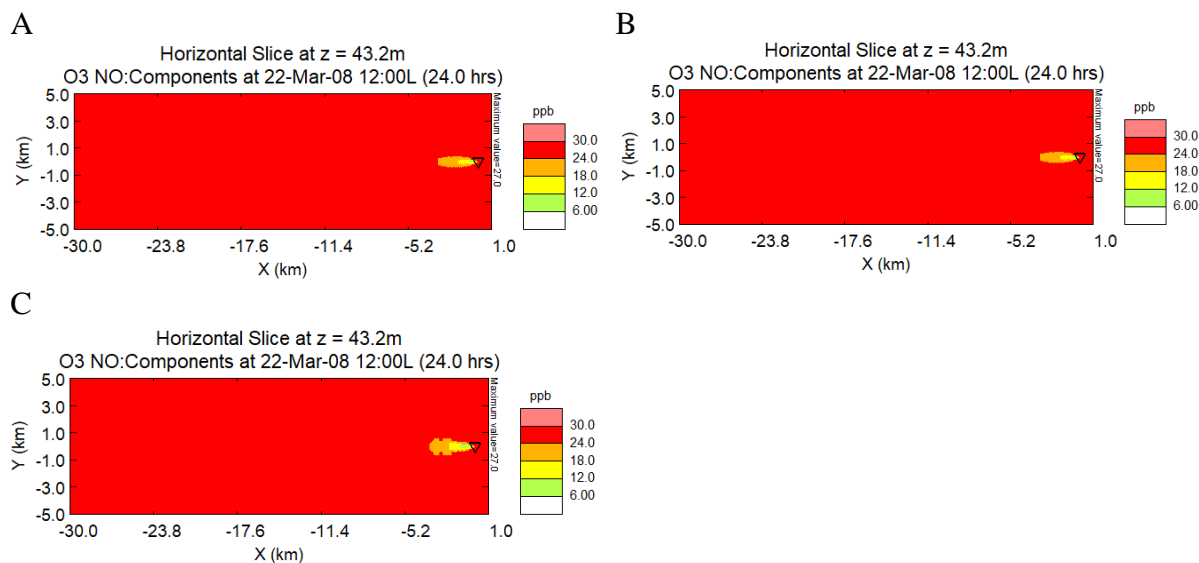 A
Horizontal Slice at z = 43.2m
O3 NO:Components at 22-Mar-08 12:00L (24.0 hrs)
5.0
3.0
1.0
-1.0
-3.0
-5.0
Y (km)
-30.0 -23.8 -17.6 -11.4 -5.2 1.0
X (km)
Maximum value=27.0
ppb
30.0
24.0
18.0
12.0
6.00
B
Horizontal Slice at z = 43.2m
O3 NO:Components at 22-Mar-08 12:00L (24.0 hrs)
5.0
3.0
1.0
-1.0
-3.0
-5.0
Y (km)
-30.0 -23.8 -17.6 -11.4 -5.2 1.0
X (km)
Maximum value=27.0
ppb
30.0
24.0
18.0
12.0
6.00
C
Horizontal Slice at z = 43.2m
O3 NO:Components at 22-Mar-08 12:00L (24.0 hrs)
5.0
3.0
1.0
-1.0
-3.0
-5.0
Y (km)
-30.0 -23.8 -17.6 -11.4 -5.2 1.0
X (km)
Maximum value=27.0
ppb
30.0
24.0
18.0
12.0
6.00